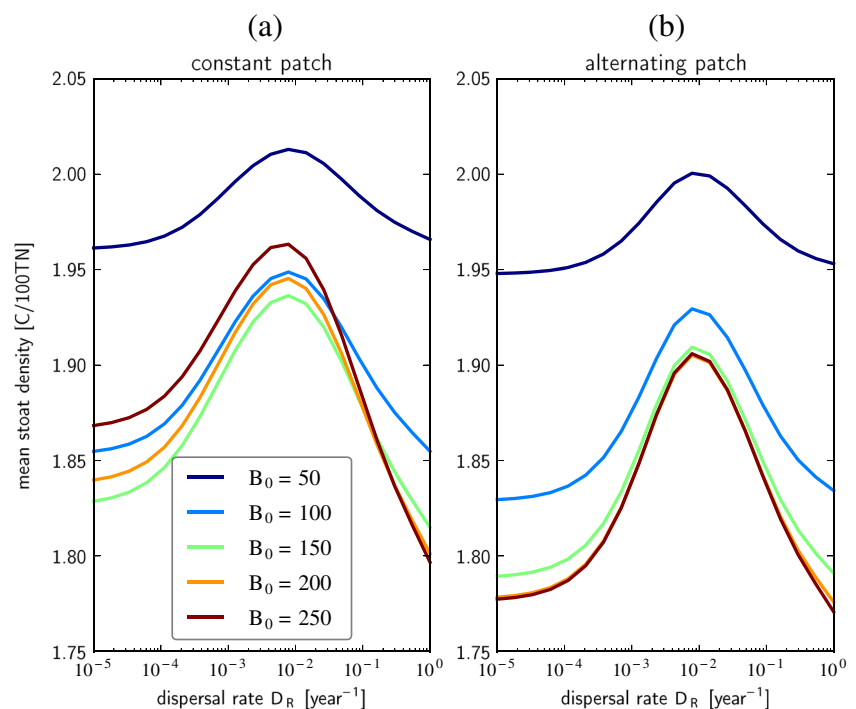 (a)
(b)
constant patch
alternating patch
mean stoat density [C/100TN]
2.05
2.00
1.95
1.90
1.85
1.80
1.75
2.05
2.00
1.95
1.90
1.85
1.80
1.75
B₀ = 50
B₀ = 100
B₀ = 150
B₀ = 200
B₀ = 250
10⁻⁵ 10⁻⁴ 10⁻³ 10⁻² 10⁻¹ 10⁰
10⁻⁵ 10⁻⁴ 10⁻³ 10⁻² 10⁻¹ 10⁰
dispersal rate D_R [year⁻¹]
dispersal rate D_R [year⁻¹]